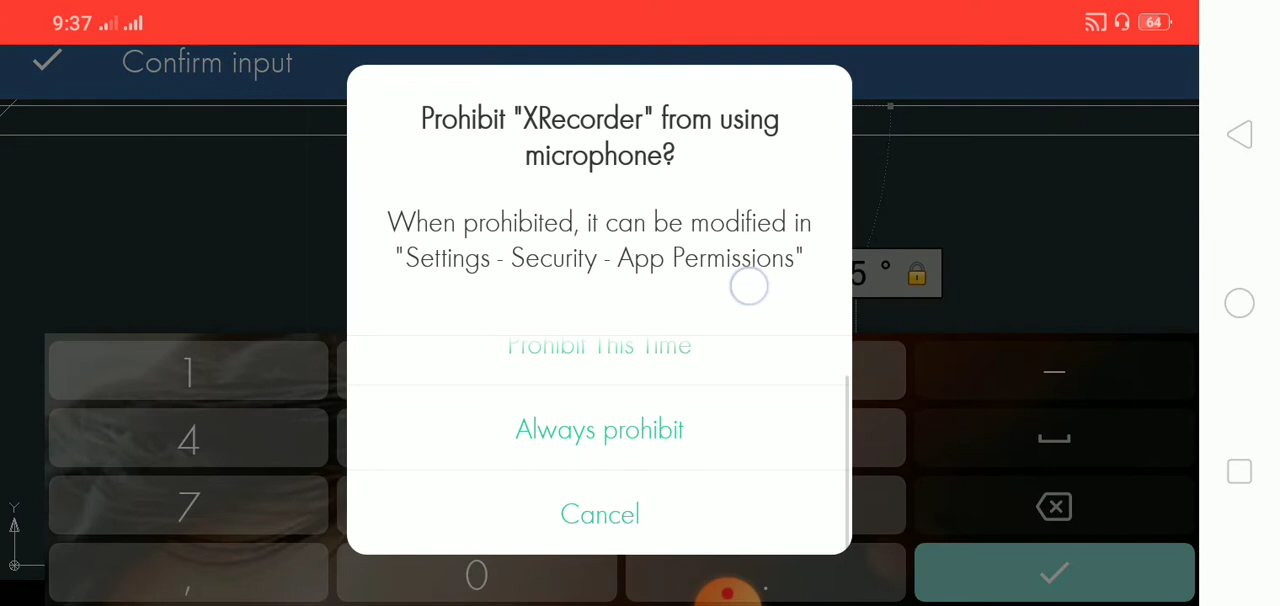 9:37
64
Confirm input
Prohibit "XRecorder" from using
microphone?
When prohibited, it can be modified in
"Settings - Security - App Permissions"
5 °
Prohibit This Time
Always prohibit
Cancel
1
4
7
,
0
.
Y